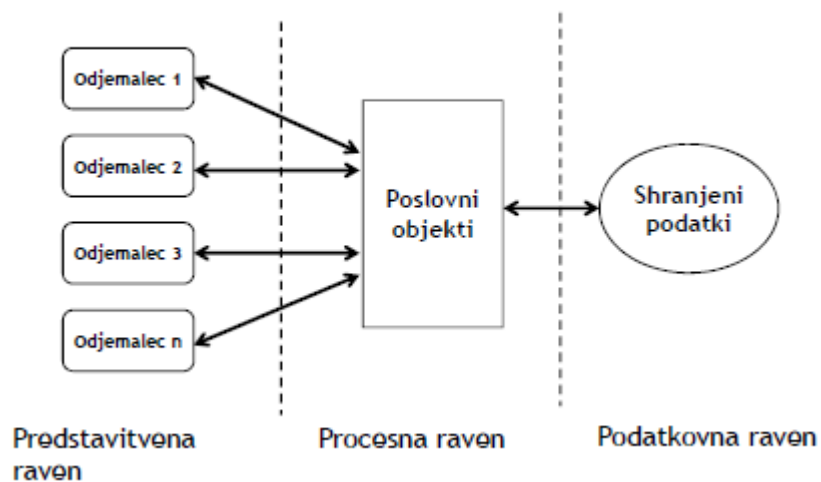 Odjemalec 1
Odjemalec 2
Odjemalec 3
Odjemalec n
Poslovni
objekti
Shranjeni
podatki
Predstavitvena
raven
Procesna raven
Podatkovna raven